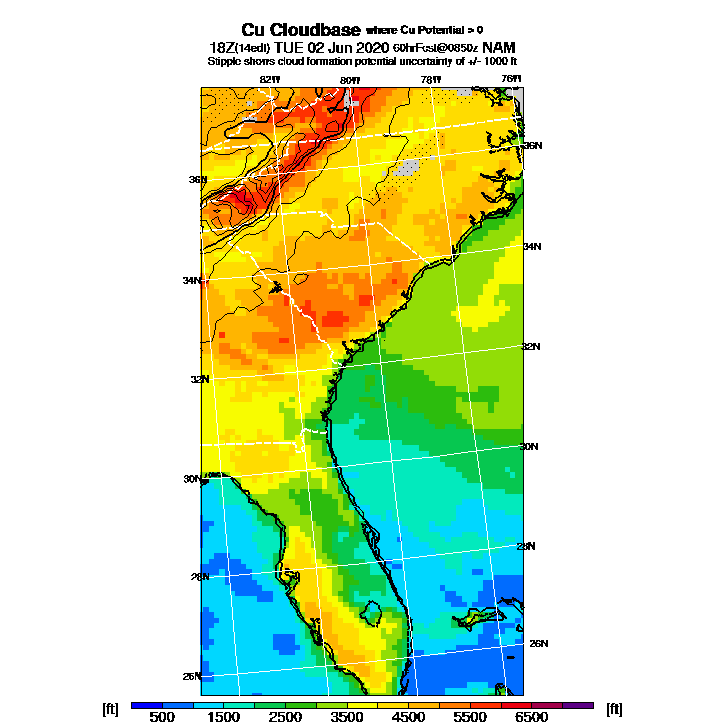 Cu Cloudbase where Cu Potential > 0
18Z(14edt) TUE 02 Jun 2020 60hrFcst@0850z NAM
Stipple shows cloud formation potential uncertainty of +/- 1000 ft
82W 80W 78W 76W
36N
36N
34N
34N
32N
32N
30N
30N
28N
28N
26N
26N
[ft] 500 1500 2500 3500 4500 5500 6500 [ft]